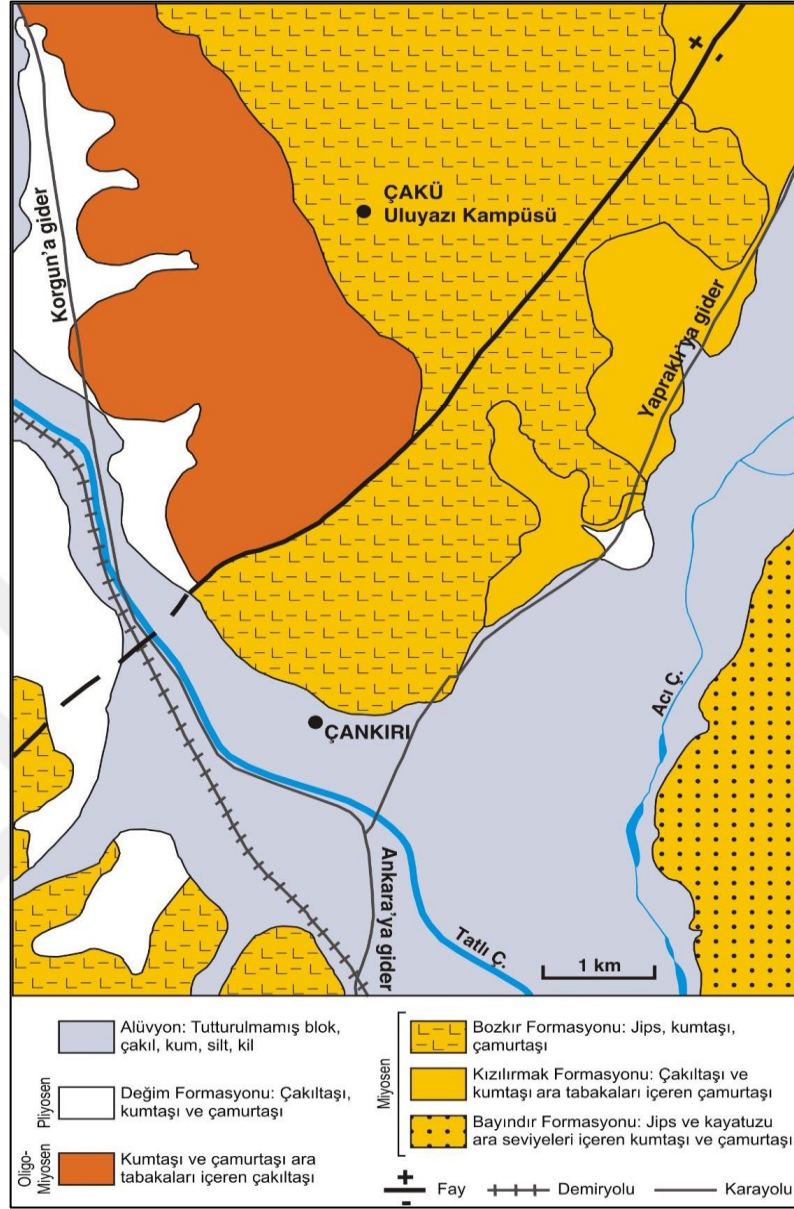 +
-
ÇAKÜ
Uluyazı Kampüsü
Korgun'a gider
Yapraklı'ya gider
Acı Ç.
ÇANKIRI
Ankara'ya gider
Tatlı Ç.
1 km
Alüvyon: Tutturulmamış blok,
çakıl, kum, silt, kil
Pliyosen
Değim Formasyonu: Çakıltaşı,
kumtaşı ve çamurtaşı
Oligo-
Miyosen
Kumtaşı ve çamurtaşı ara
tabakaları içeren çakıltaşı
Miyosen
Bozkır Formasyonu: Jips, kumtaşı,
çamurtaşı
Kızılırmak Formasyonu: Çakıltaşı ve
kumtaşı ara tabakaları içeren çamurtaşı
Bayındır Formasyonu: Jips ve kayatuzu
ara seviyeleri içeren kumtaşı ve çamurtaşı
+
-
Fay
Demiryolu
Karayolu